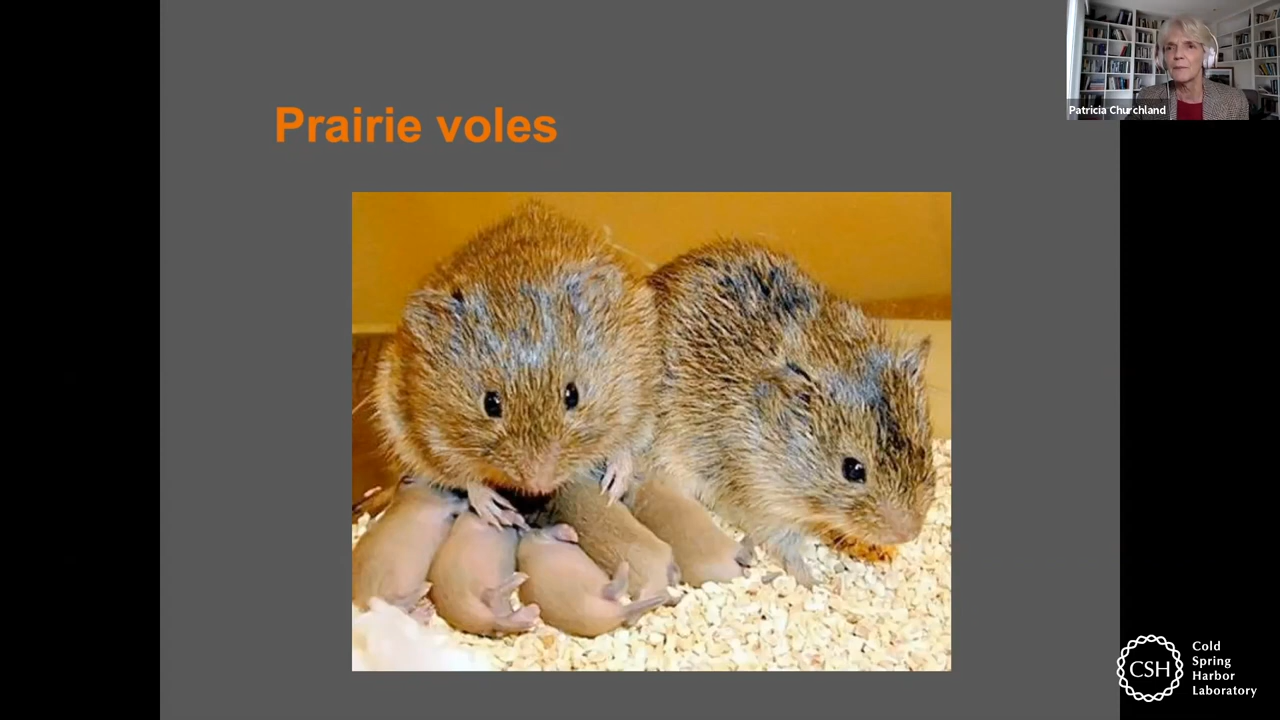 Prairie voles
Patricia Churchland
CSH
Cold
Spring
Harbor
Laboratory